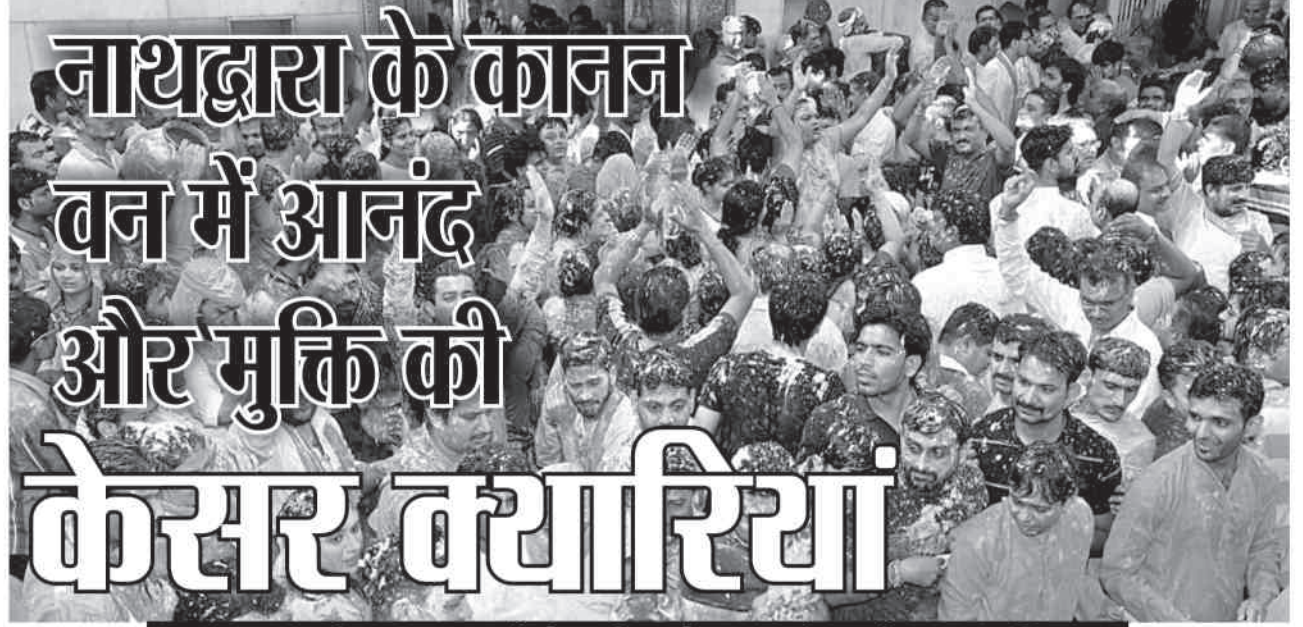 नाथद्वारा के कानन
वन में आनंद
और मुक्ति की
केसर क्यारियां